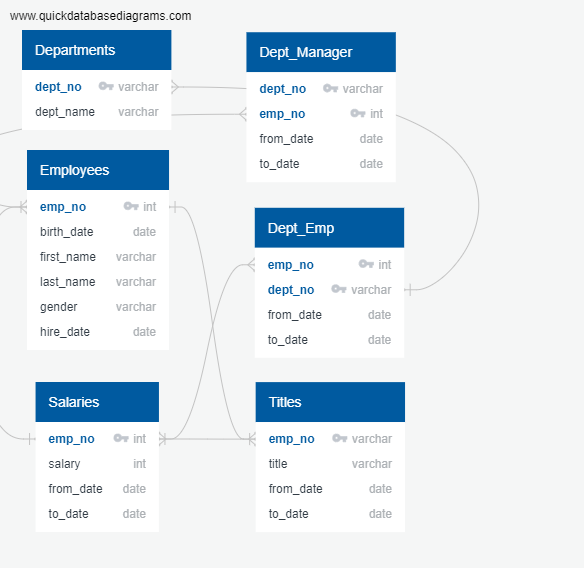 www.quickdatabasediagrams.com
Departments
dept_no varchar
dept_name varchar
Dept_Manager
dept_no varchar
emp_no int
from_date date
to_date date
Employees
emp_no int
birth_date date
first_name varchar
last_name varchar
gender varchar
hire_date date
Dept_Emp
emp_no int
dept_no varchar
from_date date
to_date date
Salaries
emp_no int
salary int
from_date date
to_date date
Titles
emp_no varchar
title varchar
from_date date
to_date date